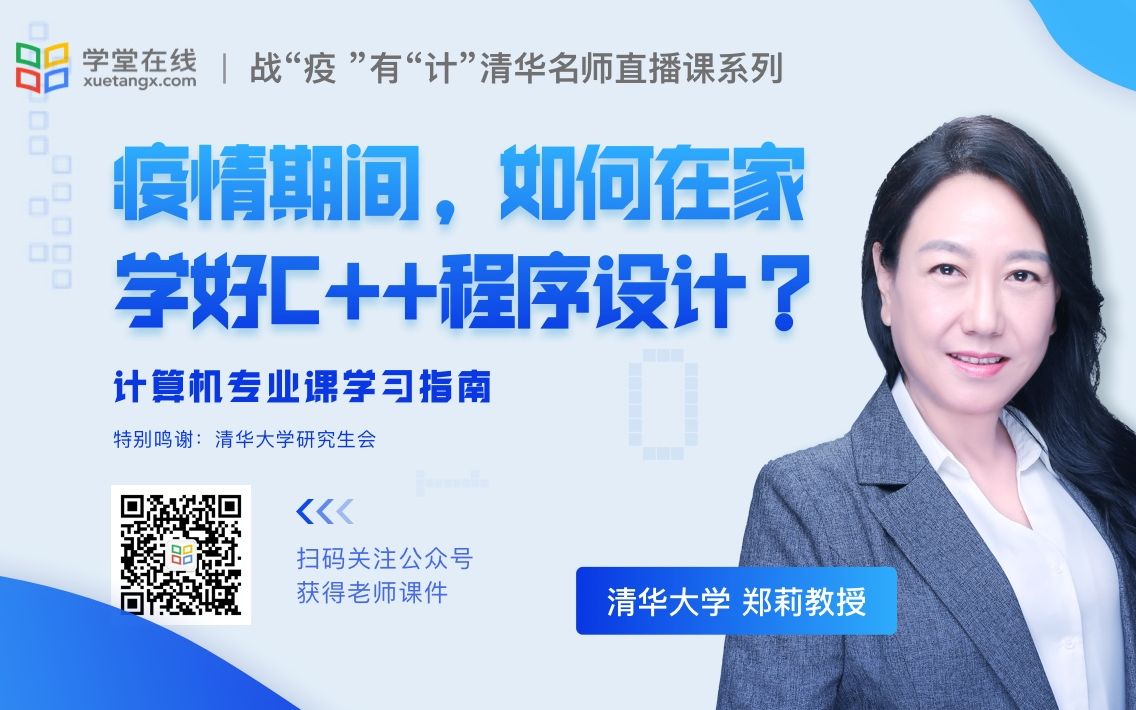 学堂在线
xuetangx.com
战“疫 ”有“计”清华名师直播课系列
疫情期间，如何在家
学好C++程序设计？
计算机专业课学习指南
特别鸣谢：清华大学研究生会
扫码关注公众号
获得老师课件
清华大学 郑莉教授